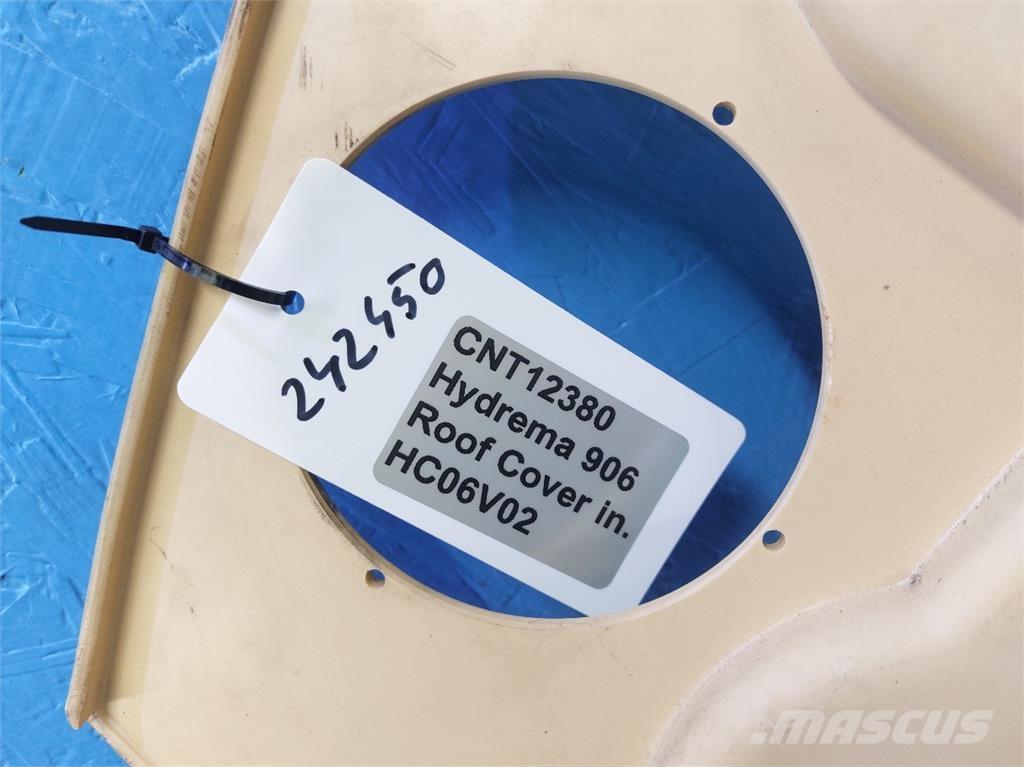 242450
CNT12380
Hydrema 906
Roof Cover in.
HC06V02
MASCUS